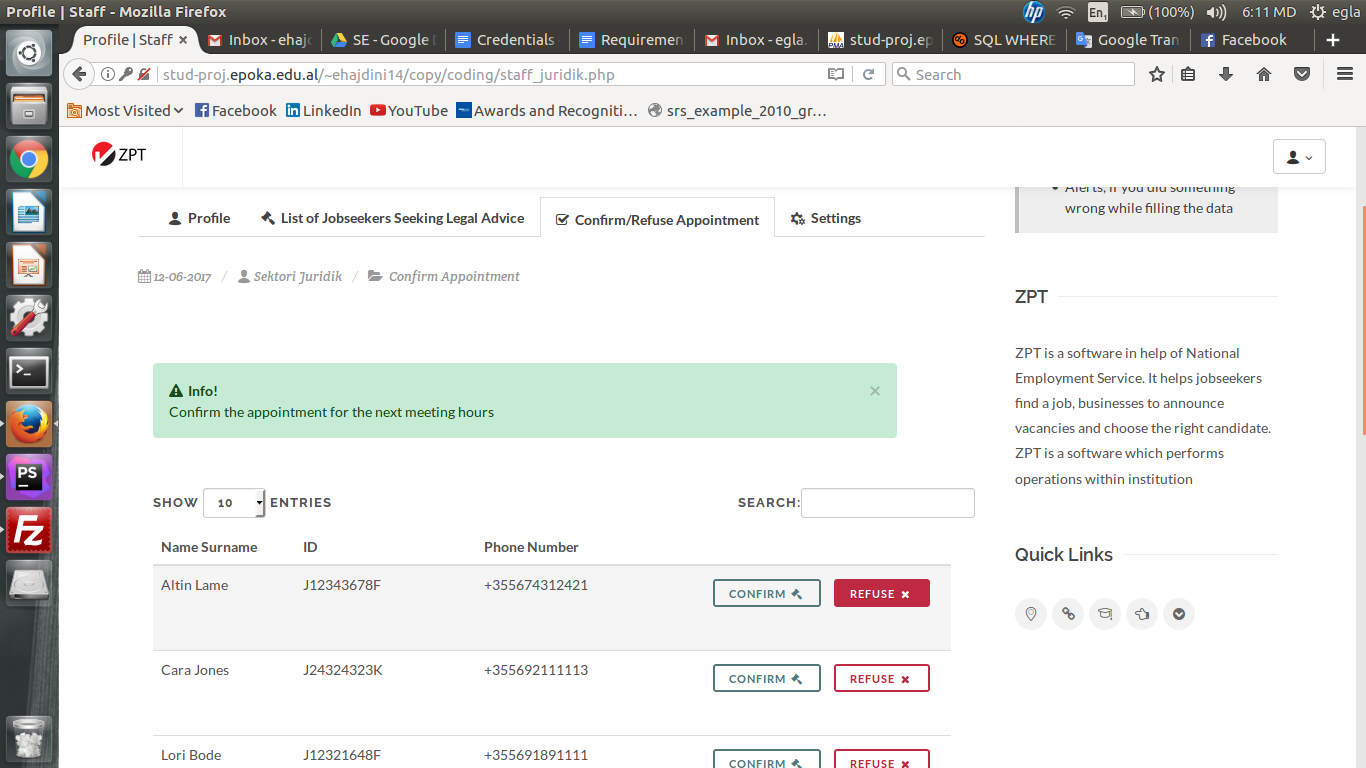 Profile | Staff - Mozilla Firefox
hp
En1
(100%)
6:11 MD
egla
Profile | Staff ×
Inbox - ehajd
SE - Google D
Credentials
Requiremen
Inbox - egla.
stud-proj.ep
SQL WHERE
Google Tran
Facebook
stud-proj.epoka.edu.al/~ehajdini14/copy/coding/staff_juridik.php
Search
Most Visited
Facebook
LinkedIn
YouTube
Awards and Recogniti...
srs_example_2010_gr...
ZPT
Alerts, if you did something
wrong while filling the data
Profile
List of Jobseekers Seeking Legal Advice
Confirm/Refuse Appointment
Settings
12-06-2017 / Sektori Juridik / Confirm Appointment
Info!
×
Confirm the appointment for the next meeting hours
SHOW 10 ENTRIES
SEARCH:
Name Surname ID Phone Number
Altin Lame J12343678F +355674312421 CONFIRM REFUSE
Cara Jones J24324323K +355692111113 CONFIRM REFUSE
Lori Bode J12321648F +355691891111 CONFIRM REFUSE
ZPT
ZPT is a software in help of National
Employment Service. It helps jobseekers
find a job, businesses to announce
vacancies and choose the right candidate.
ZPT is a software which performs
operations within institution
Quick Links
PS
FZ